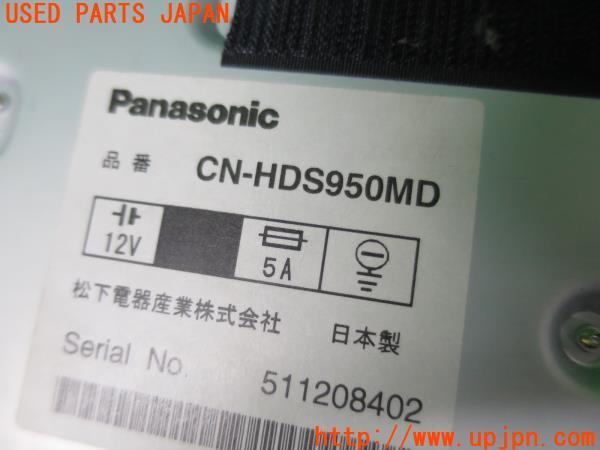 USED PARTS JAPAN
Panasonic
品番 CN-HDS950MD
12V 5A
松下電器産業株式会社 日本製
Serial No. 511208402
http://www.upjpn.com